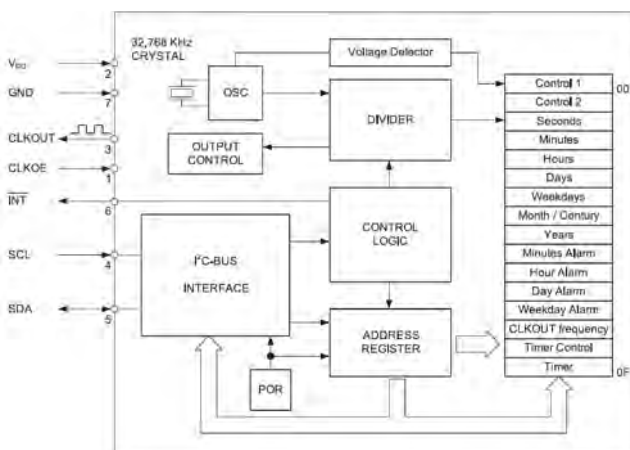 32,768 KHz
CRYSTAL
Voltage Detector
VDD
2
GND
7
OSC
DIVIDER
CLKOUT
3
OUTPUT
CONTROL
CLKOE
1
INT
6
CONTROL
LOGIC
SCL
4
I²C-BUS
INTERFACE
SDA
5
ADDRESS
REGISTER
POR
Control 1
00
Control 2
Seconds
Minutes
Hours
Days
Weekdays
Month / Century
Years
Minutes Alarm
Hour Alarm
Day Alarm
Weekday Alarm
CLKOUT frequency
Timer Control
Timer
0F